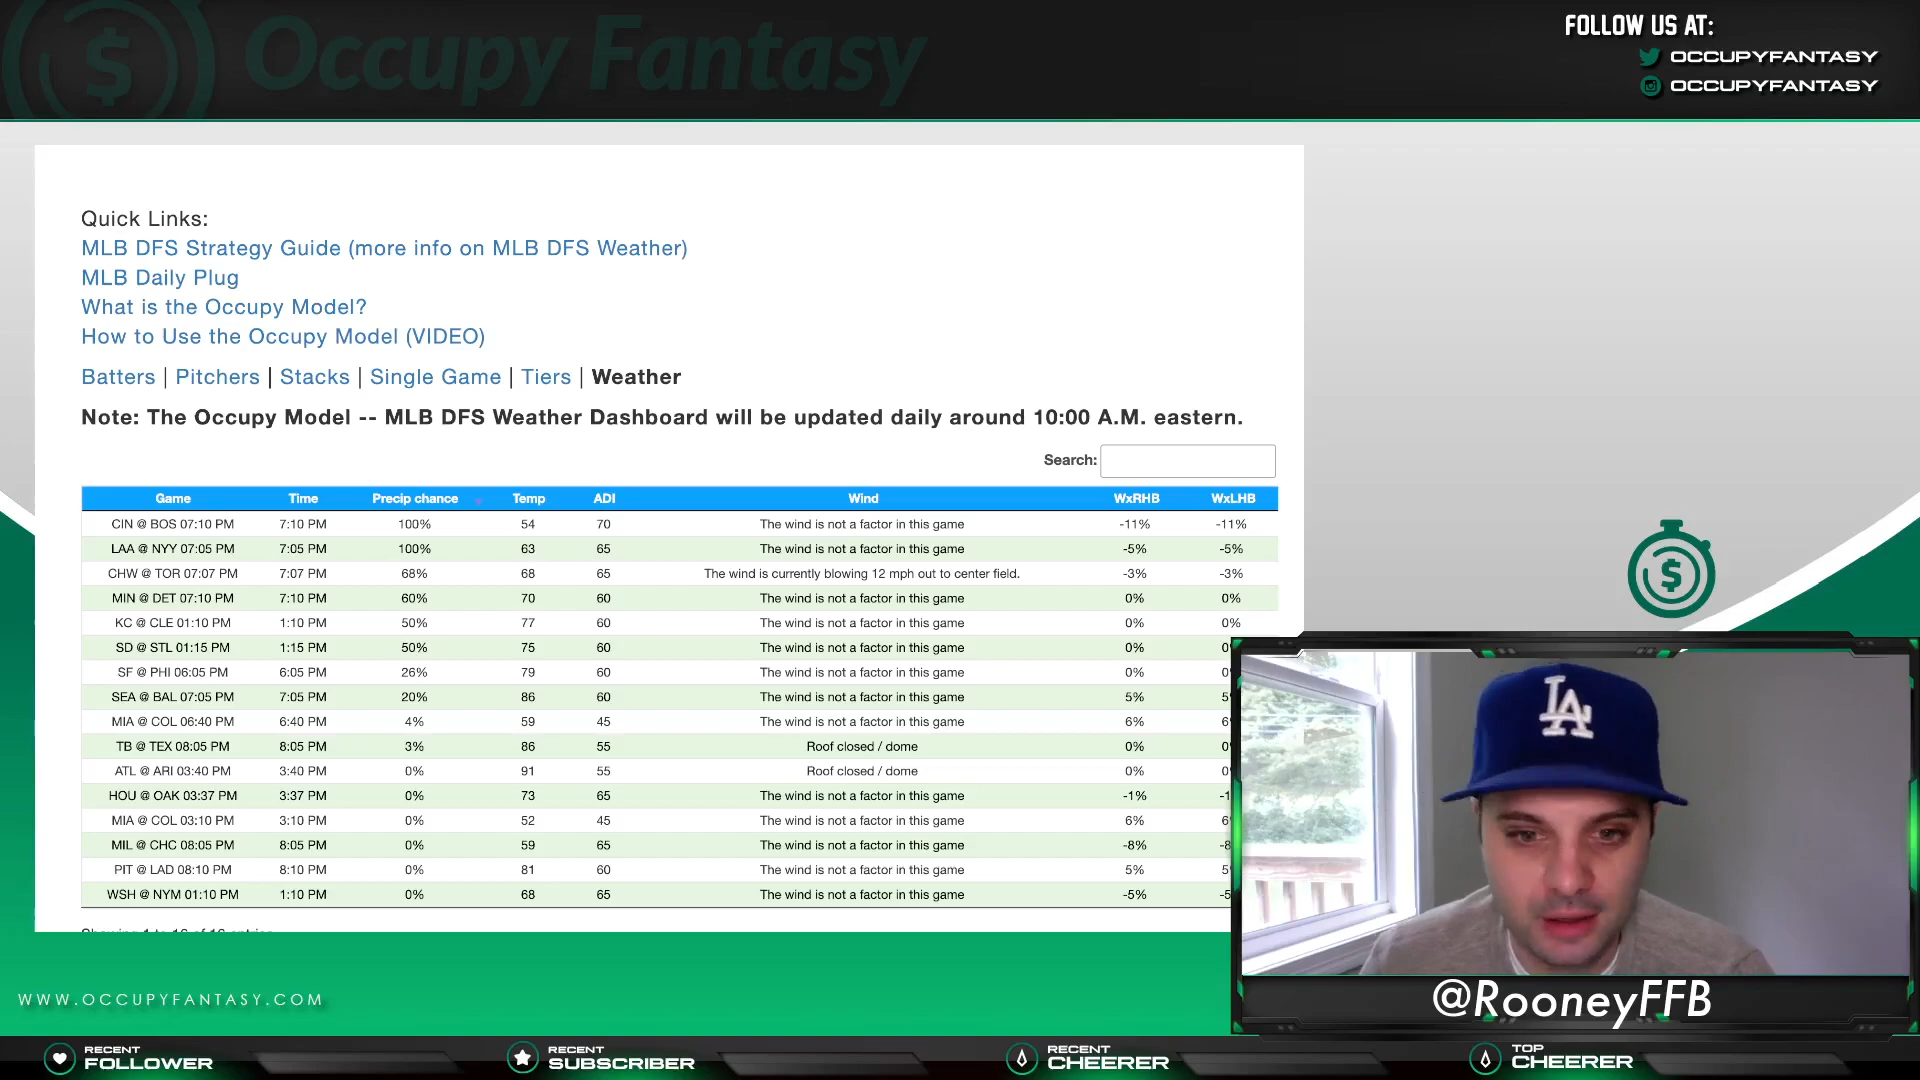 Occupy Fantasy
FOLLOW US AT:
OCCUPYFANTASY
OCCUPYFANTASY
Quick Links:
MLB DFS Strategy Guide (more info on MLB DFS Weather)
MLB Daily Plug
What is the Occupy Model?
How to Use the Occupy Model (VIDEO)
Batters | Pitchers | Stacks | Single Game | Tiers | Weather
Note: The Occupy Model -- MLB DFS Weather Dashboard will be updated daily around 10:00 A.M. eastern.
Search:
Game Time Precip chance Temp ADI Wind WxRHB WxLHB
CIN @ BOS 07:10 PM 7:10 PM 100% 54 70 The wind is not a factor in this game -11% -11%
LAA @ NYY 07:05 PM 7:05 PM 100% 63 65 The wind is not a factor in this game -5% -5%
CHW @ TOR 07:07 PM 7:07 PM 68% 68 65 The wind is currently blowing 12 mph out to center field. -3% -3%
MIN @ DET 07:10 PM 7:10 PM 60% 70 60 The wind is not a factor in this game 0% 0%
KC @ CLE 01:10 PM 1:10 PM 50% 77 60 The wind is not a factor in this game 0% 0%
SD @ STL 01:15 PM 1:15 PM 50% 75 60 The wind is not a factor in this game 0% 0
SF @ PHI 06:05 PM 6:05 PM 26% 79 60 The wind is not a factor in this game 0% 0
SEA @ BAL 07:05 PM 7:05 PM 20% 86 60 The wind is not a factor in this game 5% 5
MIA @ COL 06:40 PM 6:40 PM 4% 59 45 The wind is not a factor in this game 6% 6
TB @ TEX 08:05 PM 8:05 PM 3% 86 55 Roof closed / dome 0% 0
ATL @ ARI 03:40 PM 3:40 PM 0% 91 55 Roof closed / dome 0% 0
HOU @ OAK 03:37 PM 3:37 PM 0% 73 65 The wind is not a factor in this game -1% -1
MIA @ COL 03:10 PM 3:10 PM 0% 52 45 The wind is not a factor in this game 6% 6
MIL @ CHC 08:05 PM 8:05 PM 0% 59 65 The wind is not a factor in this game -8% -8
PIT @ LAD 08:10 PM 8:10 PM 0% 81 60 The wind is not a factor in this game 5% 5
WSH @ NYM 01:10 PM 1:10 PM 0% 68 65 The wind is not a factor in this game -5% -5
Showing 1 to 16 of 16 entries
LA
@RooneyFFB
WWW.OCCUPYFANTASY.COM
RECENT FOLLOWER
RECENT SUBSCRIBER
RECENT CHEERER
TOP CHEERER